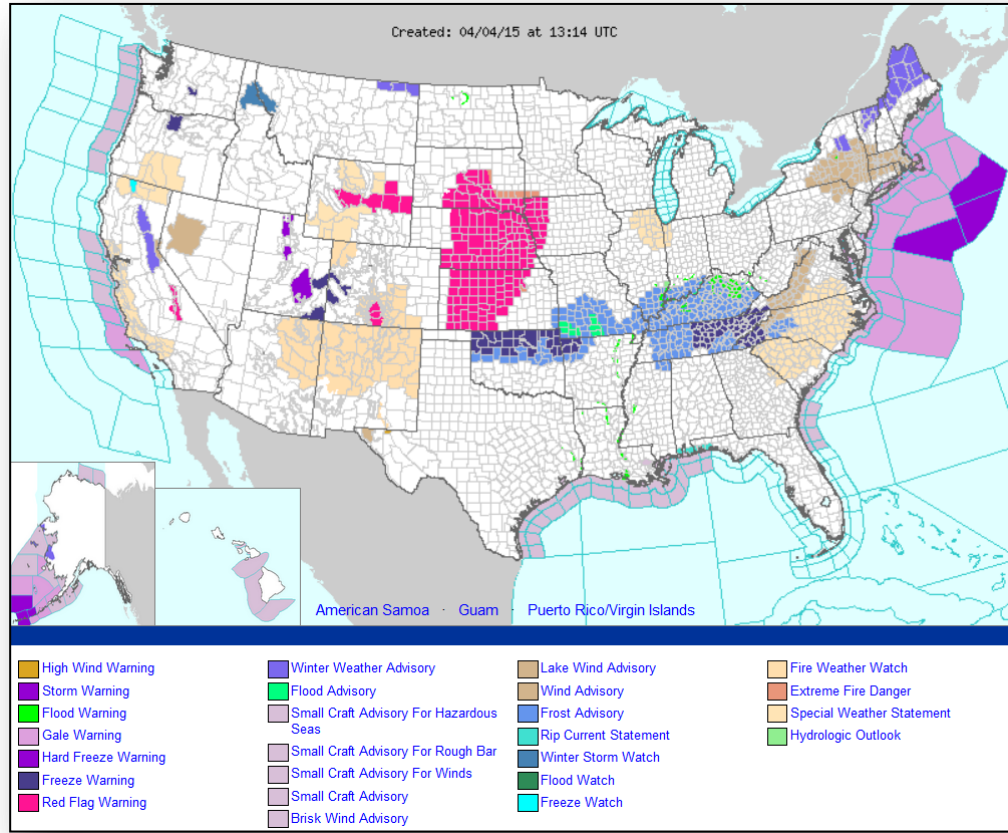 Created: 04/04/15 at 13:14 UTC
American Samoa · Guam · Puerto Rico/Virgin Islands
High Wind Warning
Storm Warning
Flood Warning
Gale Warning
Hard Freeze Warning
Freeze Warning
Red Flag Warning
Winter Weather Advisory
Flood Advisory
Small Craft Advisory For Hazardous
Seas
Small Craft Advisory For Rough Bar
Small Craft Advisory For Winds
Small Craft Advisory
Brisk Wind Advisory
Lake Wind Advisory
Wind Advisory
Frost Advisory
Rip Current Statement
Winter Storm Watch
Flood Watch
Freeze Watch
Fire Weather Watch
Extreme Fire Danger
Special Weather Statement
Hydrologic Outlook